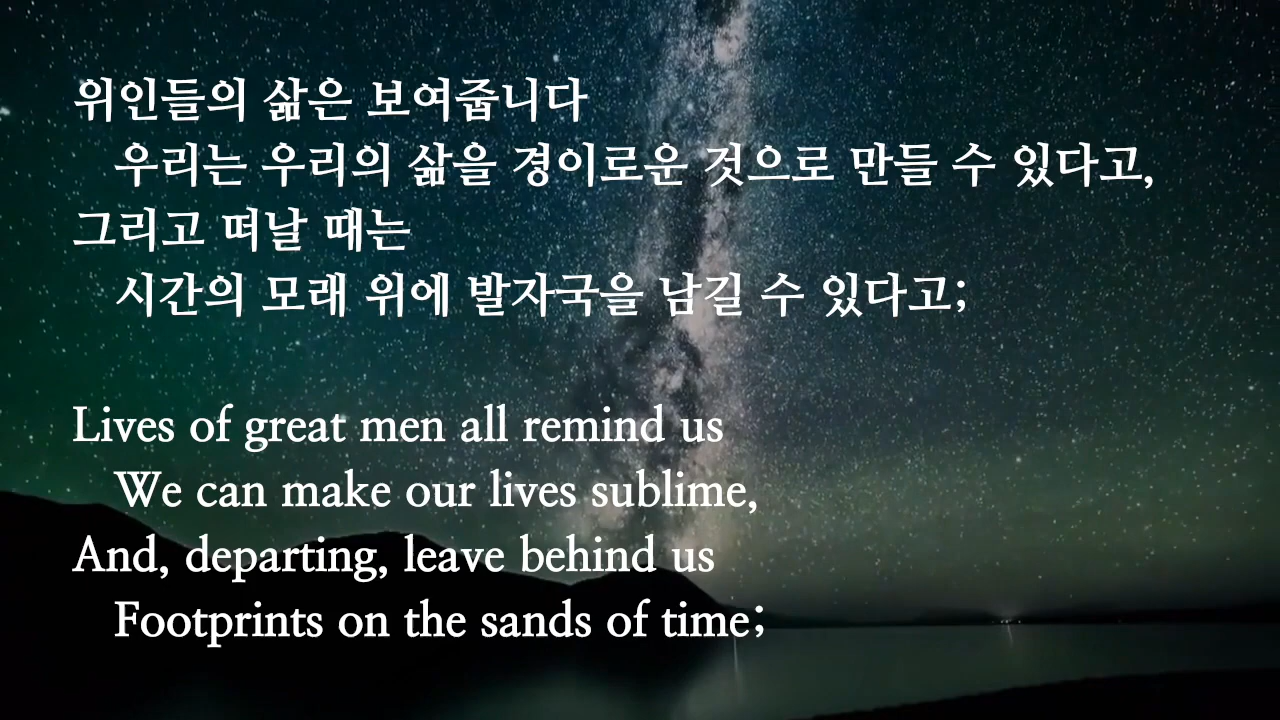 위인들의 삶은 보여줍니다
우리는 우리의 삶을 경이로운 것으로 만들 수 있다고,
그리고 떠날 때는
시간의 모래 위에 발자국을 남길 수 있다고;
Lives of great men all remind us
We can make our lives sublime,
And, departing, leave behind us
Footprints on the sands of time;